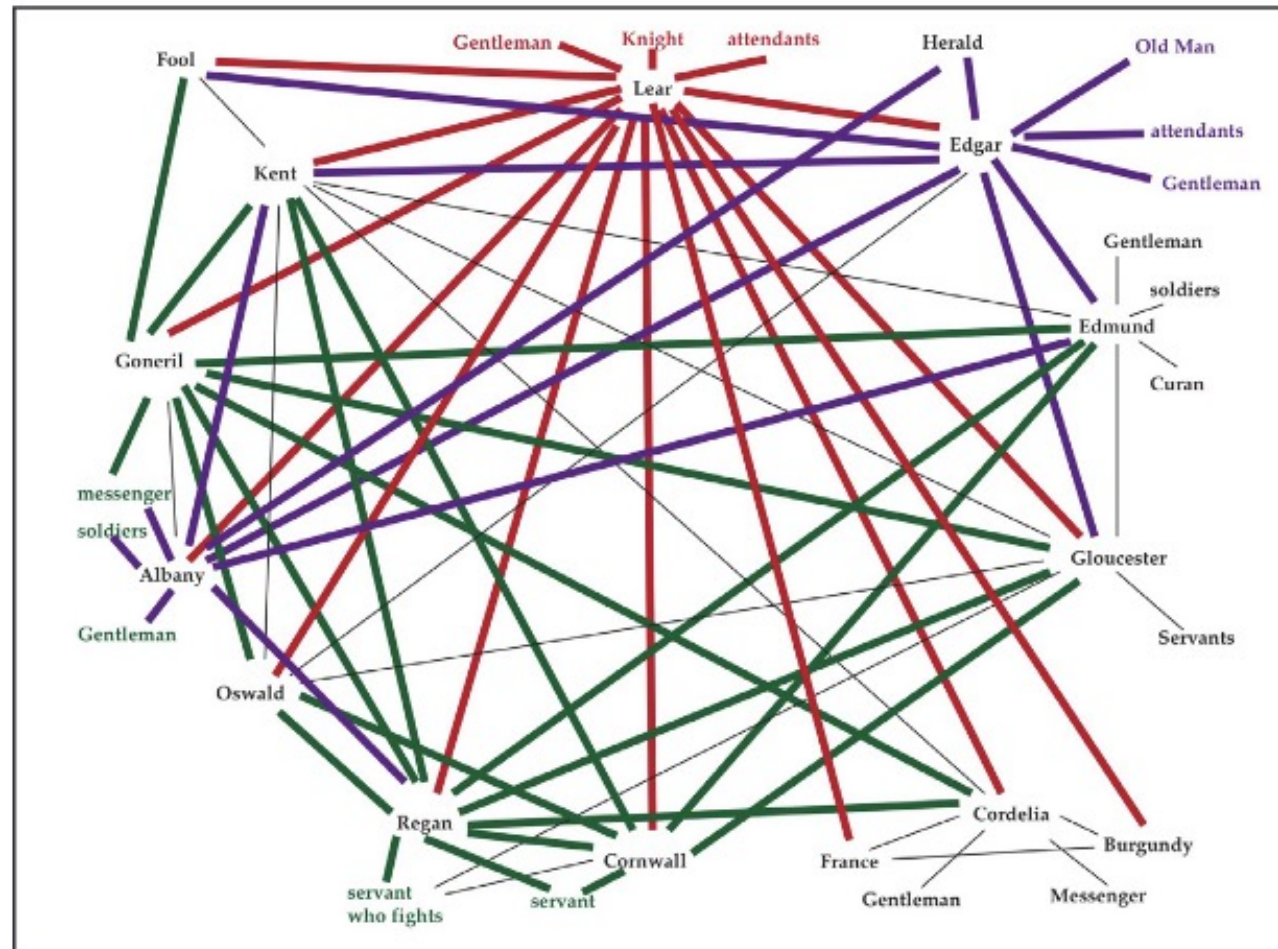 Gentleman
Knight
attendants
Herald
Old Man
Fool
Lear
attendants
Edgar
Kent
Gentleman
Gentleman
soldiers
Edmund
Goneril
Curan
messenger
soldiers
Gloucester
Albany
Gentleman
Servants
Oswald
Regan
Cordelia
Cornwall
France
Burgundy
servant
who fights
servant
Gentleman
Messenger